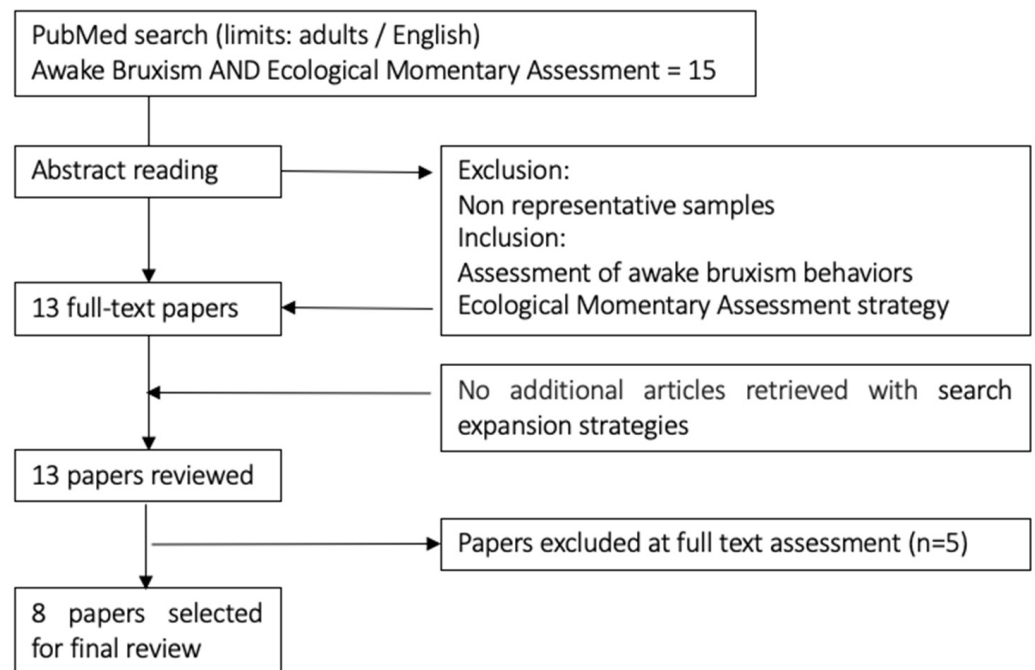 PubMed search (limits: adults / English)
Awake Bruxism AND Ecological Momentary Assessment = 15
Abstract reading
Exclusion:
Non representative samples
Inclusion:
Assessment of awake bruxism behaviors
Ecological Momentary Assessment strategy
13 full-text papers
No additional articles retrieved with search
expansion strategies
13 papers reviewed
Papers excluded at full text assessment (n=5)
8 papers selected
for final review